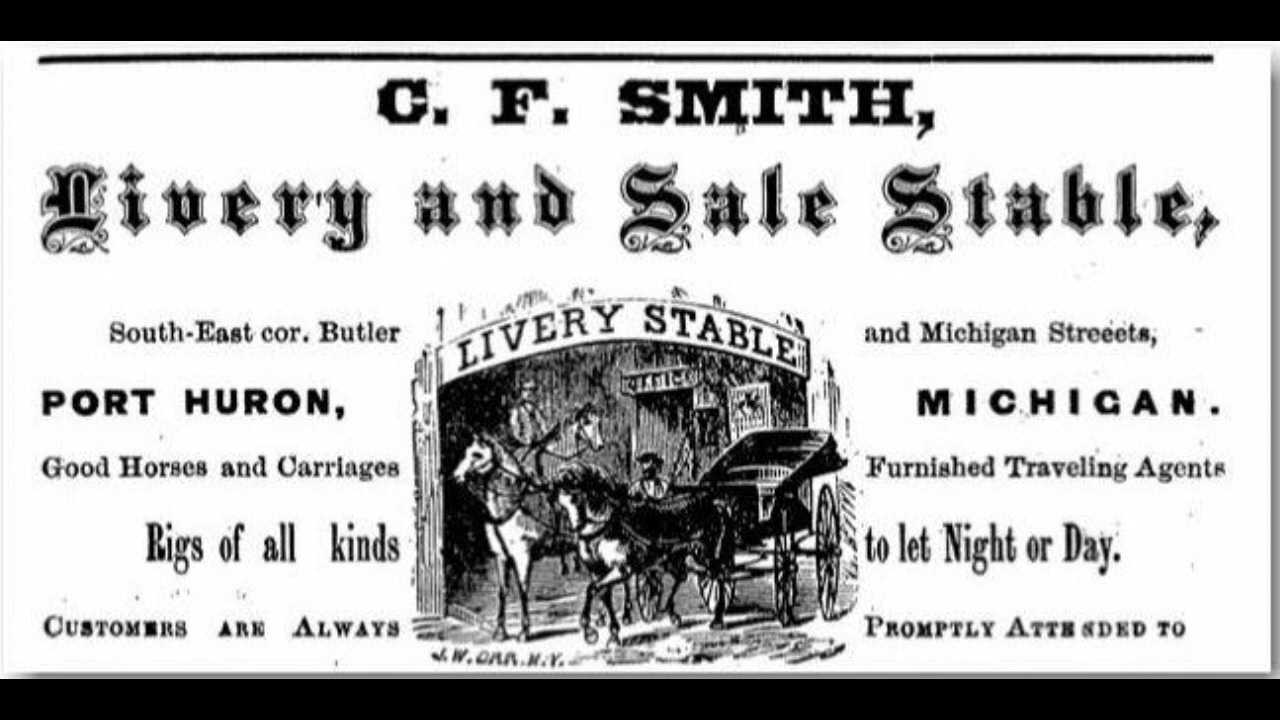 C. F. SMITH,
Livery and Sale Stable,
LIVERY STABLE
OFFICE
South-East cor. Butler and Michigan Streeets,
PORT HURON, MICHIGAN.
Good Horses and Carriages Furnished Traveling Agents
Rigs of all kinds to let Night or Day.
CUSTOMERS ARE ALWAYS PROMPTLY ATTENDED TO
J.W. ORR. N.Y.